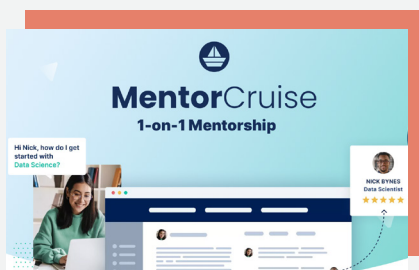 MentorCruise
1-on-1 Mentorship
Hi Nick, how do I get
started with
Data Science?
NICK BYNES
Data Scientist